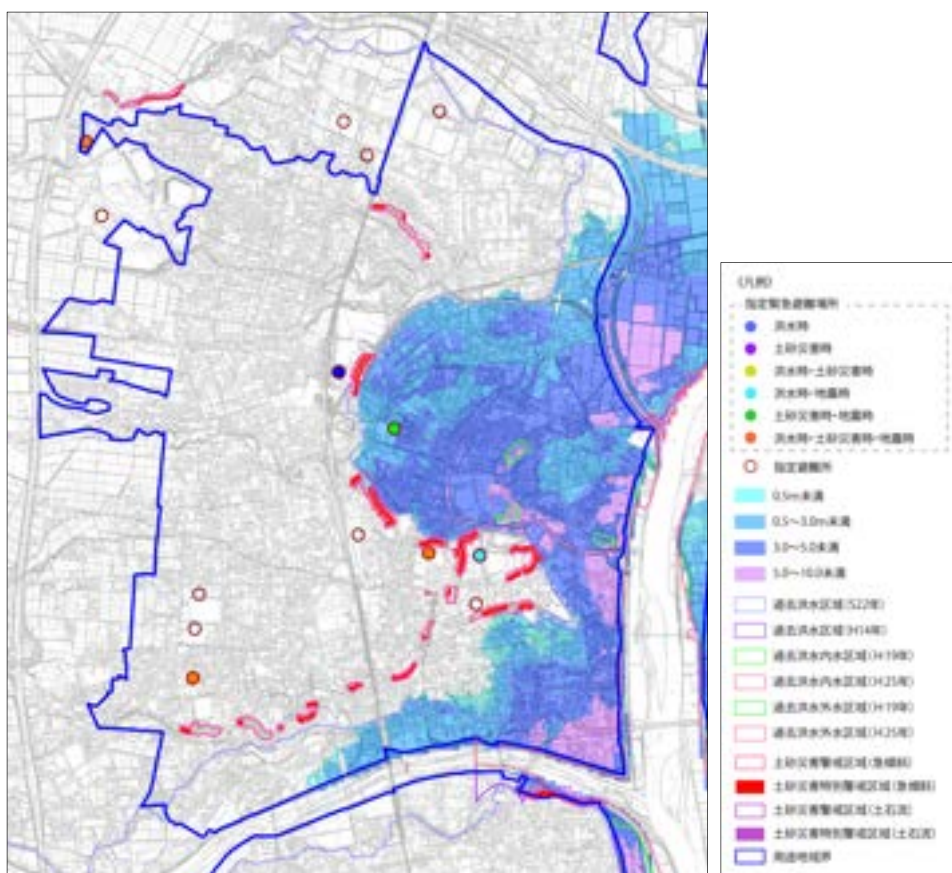 (凡例)
指定緊急避難場所
洪水時
土砂災害時
洪水時・土砂災害時
洪水時・地震時
土砂災害時・地震時
洪水時・土砂災害時・地震時
指定避難所
0.5m未満
0.5～3.0m未満
3.0～5.0未満
5.0～10.0未満
過去洪水区域(S22年)
過去洪水区域(H14年)
過去洪水内水区域(H19年)
過去洪水内水区域(H25年)
過去洪水外水区域(H19年)
過去洪水外水区域(H25年)
土砂災害警戒区域(急傾斜)
土砂災害特別警戒区域(急傾斜)
土砂災害警戒区域(土石流)
土砂災害特別警戒区域(土石流)
用途地域界